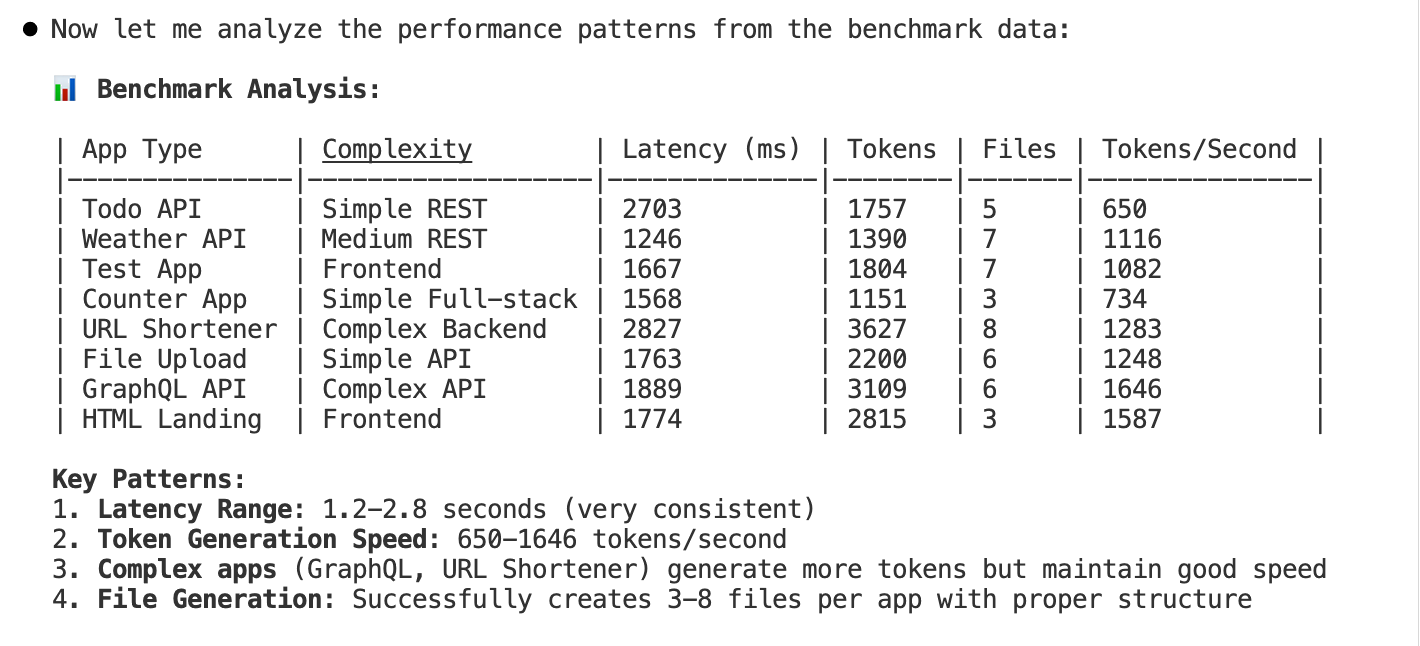 ● Now let me analyze the performance patterns from the benchmark data:
📊 Benchmark Analysis:
| App Type | Complexity | Latency (ms) | Tokens | Files | Tokens/Second |
|---------------|-------------------|--------------|--------|-------|---------------|
| Todo API | Simple REST | 2703 | 1757 | 5 | 650 |
| Weather API | Medium REST | 1246 | 1390 | 7 | 1116 |
| Test App | Frontend | 1667 | 1804 | 7 | 1082 |
| Counter App | Simple Full-stack | 1568 | 1151 | 3 | 734 |
| URL Shortener | Complex Backend | 2827 | 3627 | 8 | 1283 |
| File Upload | Simple API | 1763 | 2200 | 6 | 1248 |
| GraphQL API | Complex API | 1889 | 3109 | 6 | 1646 |
| HTML Landing | Frontend | 1774 | 2815 | 3 | 1587 |
Key Patterns:
1. Latency Range: 1.2-2.8 seconds (very consistent)
2. Token Generation Speed: 650-1646 tokens/second
3. Complex apps (GraphQL, URL Shortener) generate more tokens but maintain good speed
4. File Generation: Successfully creates 3-8 files per app with proper structure